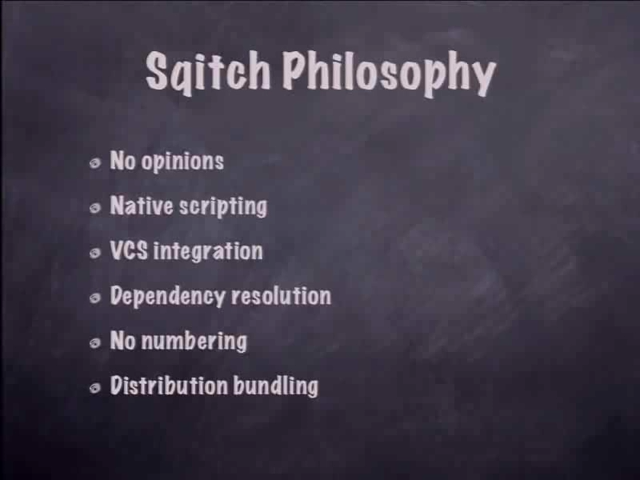 Sqitch Philosophy
No opinions
Native scripting
VCS integration
Dependency resolution
No numbering
Distribution bundling